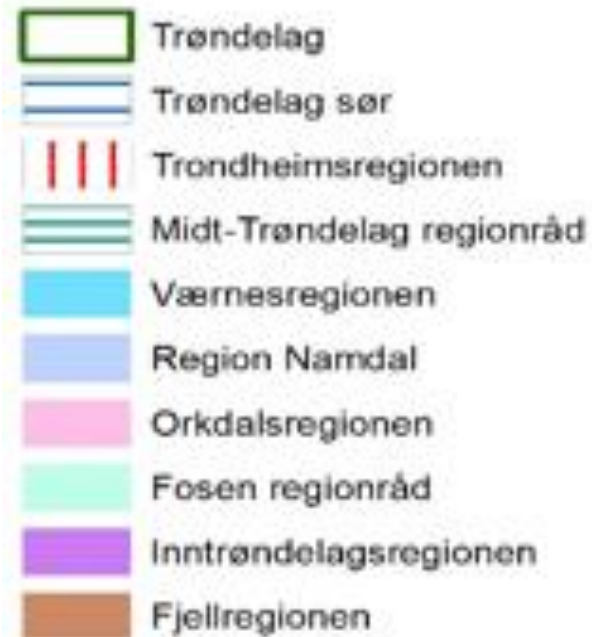 Trøndelag
Trøndelag sør
Trondheimsregionen
Midt-Trøndelag regionråd
Værnesregionen
Region Namdal
Orkdalsregionen
Fosen regionråd
Inntrøndelagsregionen
Fjellregionen